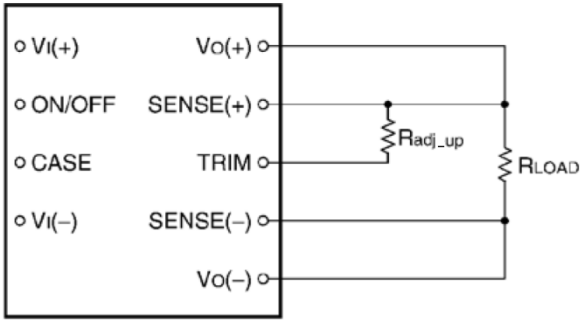 VI(+) VO(+)
ON/OFF SENSE(+)
Radj_up
CASE TRIM
RLOAD
VI(−) SENSE(−)
VO(−)